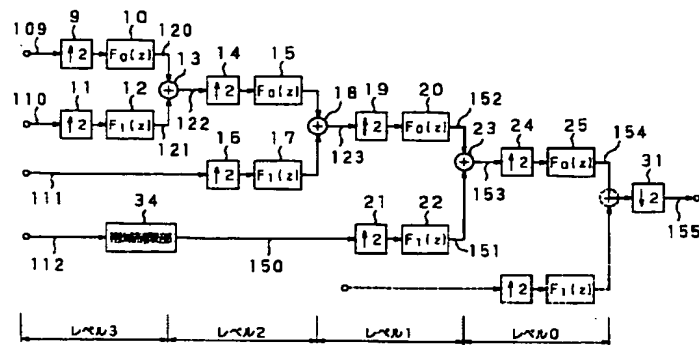 9 10 120
109 ↑2 F₀(z) 13 14 15
11 12 18 19 20 152
110 ↑2 F₁(z) 122 ↑2 F₀(z)
121 16 17 123 ↑2 F₀(z) 23 24 25 154
111 ↑2 F₁(z) 153 ↑2 F₀(z) 31
34 21 22 ↓2
112 150 ↑2 F₁(z) 151 155
↑2 F₁(z)
レベル3 レベル2 レベル1 レベル0